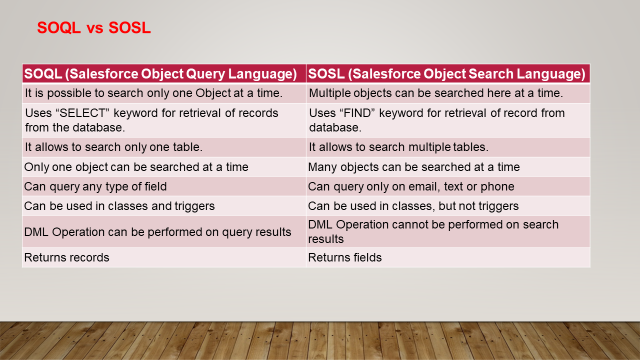 SOQL vs SOSL
SOQL (Salesforce Object Query Language) SOSL (Salesforce Object Search Language)
It is possible to search only one Object at a time. Multiple objects can be searched here at a time.
Uses “SELECT” keyword for retrieval of records Uses “FIND” keyword for retrieval of record from
from the database. database.
It allows to search only one table. It allows to search multiple tables.
Only one object can be searched at a time Many objects can be searched at a time
Can query any type of field Can query only on email, text or phone
Can be used in classes and triggers Can be used in classes, but not triggers
DML Operation can be performed on query results DML Operation cannot be performed on search
results
Returns records Returns fields